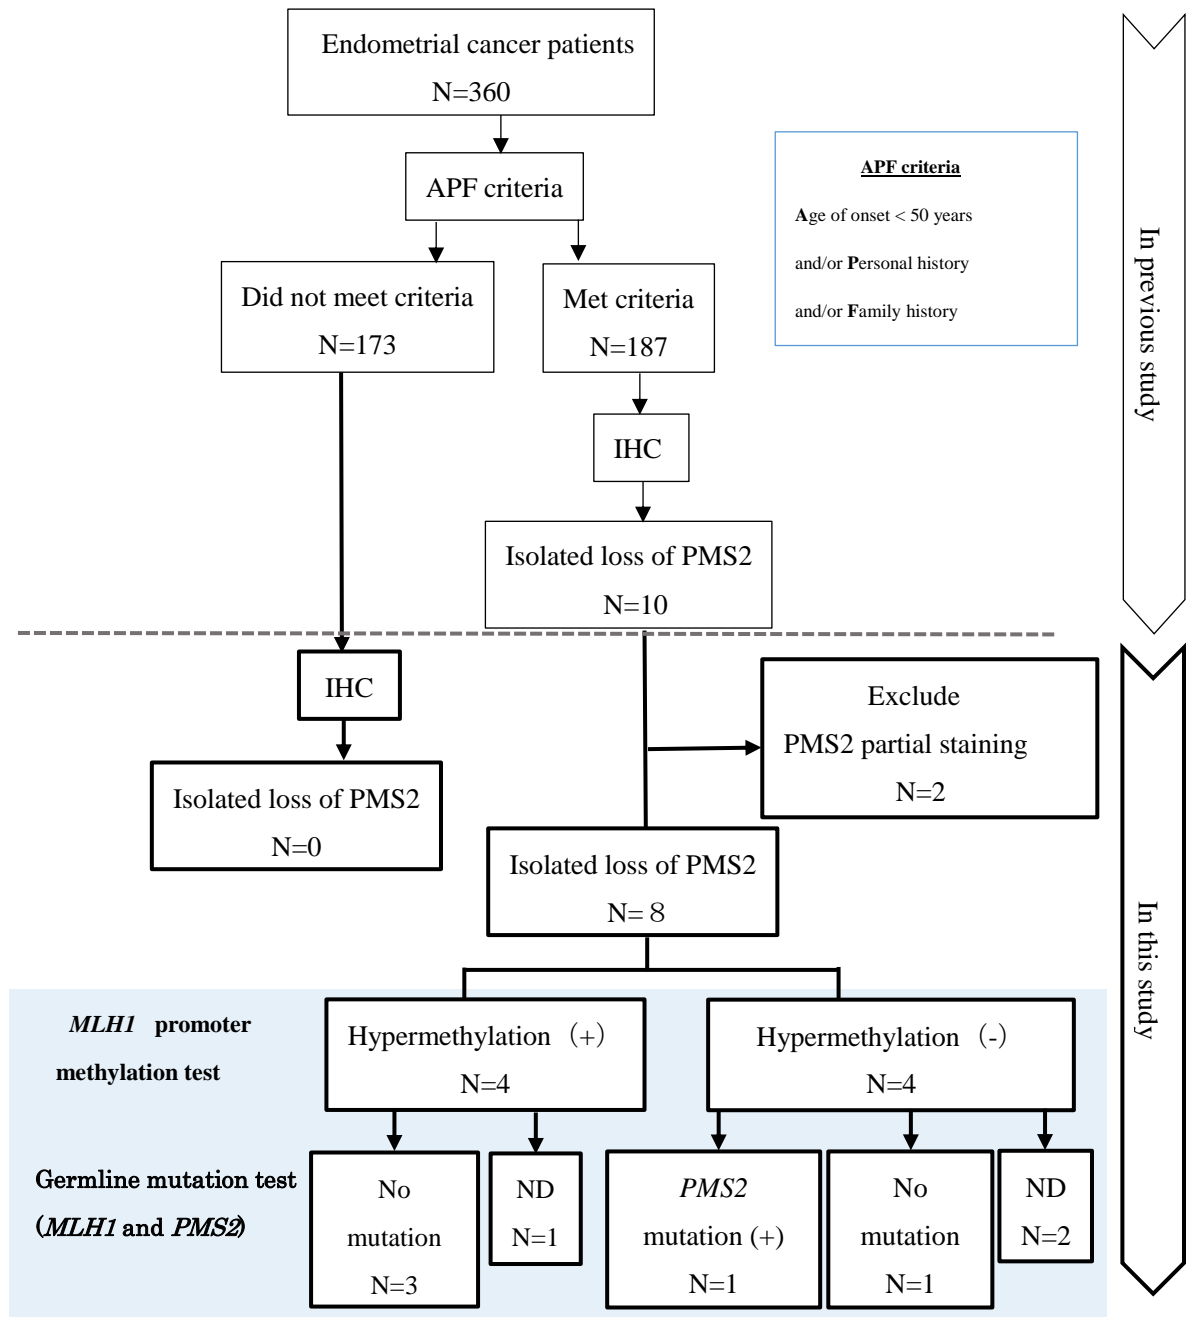 Endometrial cancer patients
N=360
APF criteria
APF criteria
Age of onset < 50 years
and/or Personal history
and/or Family history
Did not meet criteria
N=173
Met criteria
N=187
IHC
Isolated loss of PMS2
N=10
In previous study
IHC
Isolated loss of PMS2
N=0
Exclude
PMS2 partial staining
N=2
Isolated loss of PMS2
N=８
In this study
MLH1 promoter
methylation test
Hypermethylation （+）
N=4
Hypermethylation （-）
N=4
Germline mutation test
(MLH1 and PMS2)
No
mutation
N=3
ND
N=1
PMS2
mutation (+)
N=1
No
mutation
N=1
ND
N=2